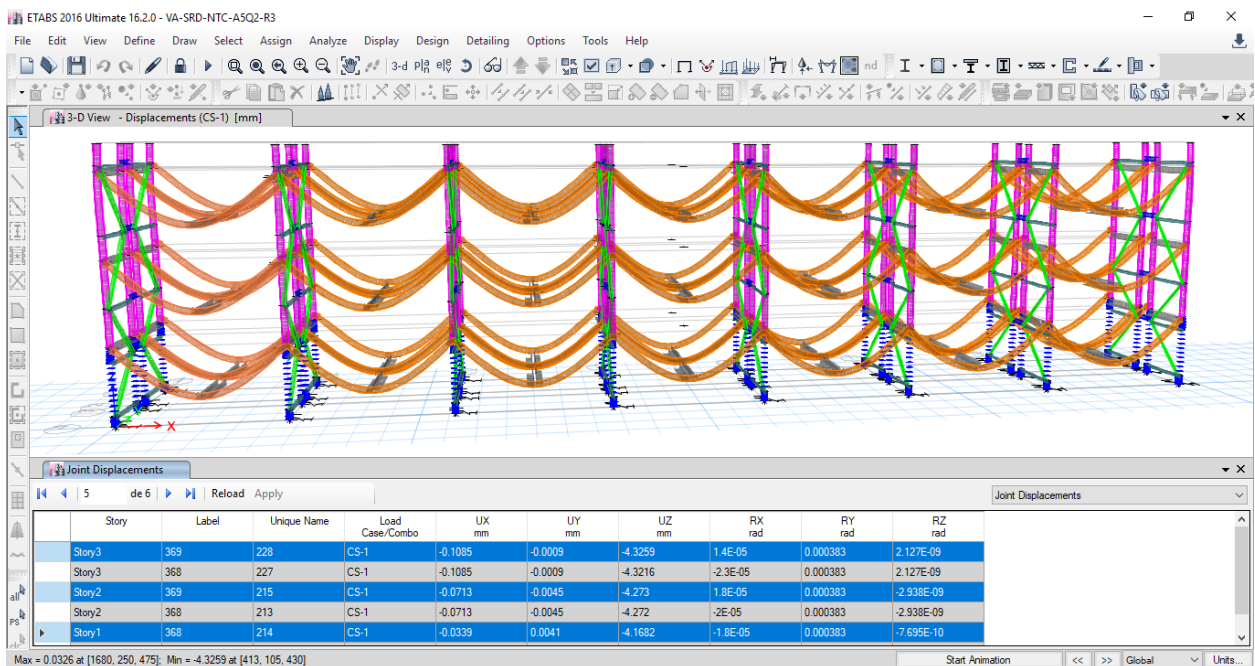 ETABS 2016 Ultimate 16.2.0 - VA-SRD-NTC-A5Q2-R3
File Edit View Define Draw Select Assign Analyze Display Design Detailing Options Tools Help
3-d nd
3-D View - Displacements (CS-1) [mm]
X
all
PS
Joint Displacements
5 de 6 Reload Apply Joint Displacements
Story Label Unique Name Load Case/Combo UX mm UY mm UZ mm RX rad RY rad RZ rad
Story3 369 228 CS-1 -0.1085 -0.0009 -4.3259 1.4E-05 0.000383 2.127E-09
Story3 368 227 CS-1 -0.1085 -0.0009 -4.3216 -2.3E-05 0.000383 2.127E-09
Story2 369 215 CS-1 -0.0713 -0.0045 -4.273 1.8E-05 0.000383 -2.938E-09
Story2 368 213 CS-1 -0.0713 -0.0045 -4.272 -2E-05 0.000383 -2.938E-09
Story1 368 214 CS-1 -0.0339 0.0041 -4.1682 -1.8E-05 0.000383 -7.695E-10
Max = 0.0326 at [1680, 250, 475]; Min = -4.3259 at [413, 105, 430] Start Animation << >> Global Units...